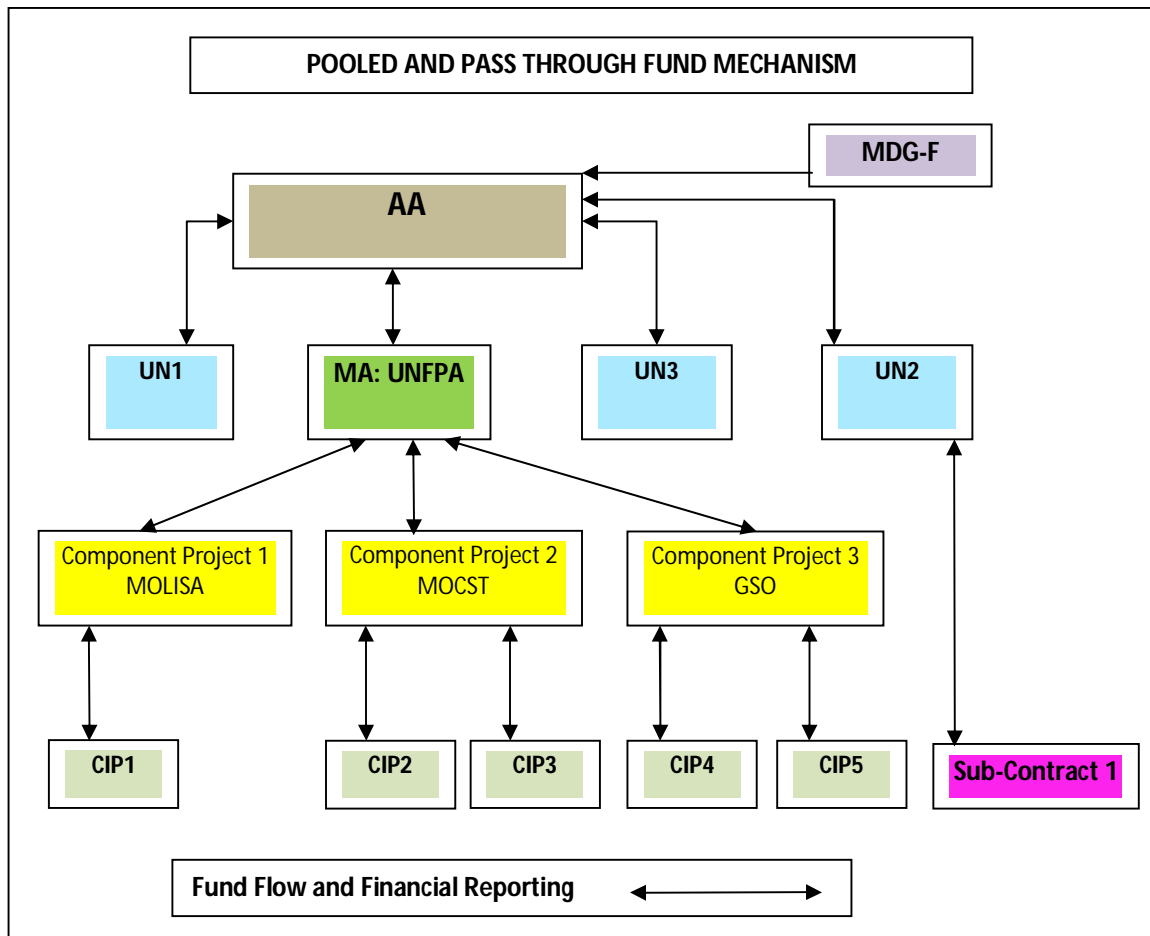 POOLED AND PASS THROUGH FUND MECHANISM
MDG-F
AA
UN1
MA: UNFPA
UN3
UN2
Component Project 1
MOLISA
Component Project 2
MOCST
Component Project 3
GSO
CIP1
CIP2
CIP3
CIP4
CIP5
Sub-Contract 1
Fund Flow and Financial Reporting